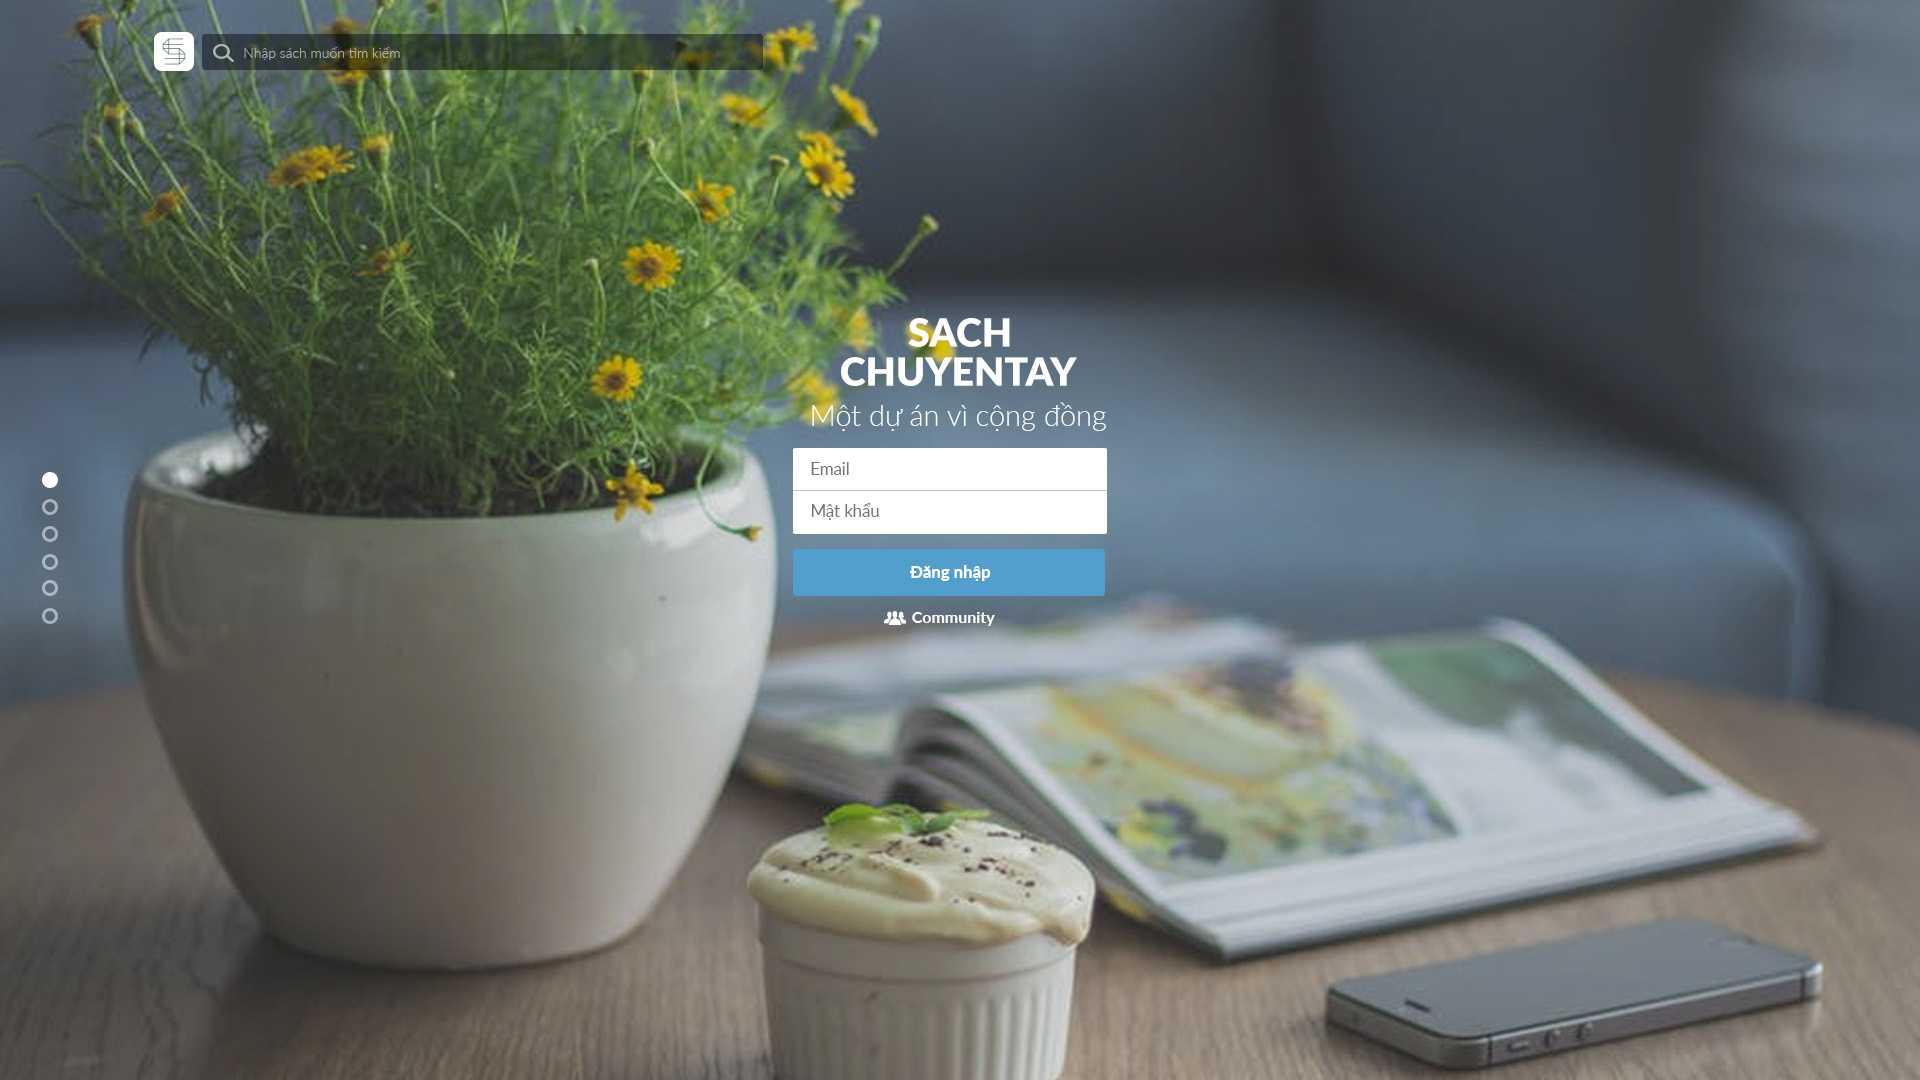 Nhập sách muốn tìm kiếm
SACH
CHUYENTAY
Một dự án vì cộng đồng
Email
Mật khẩu
Đăng nhập
Community